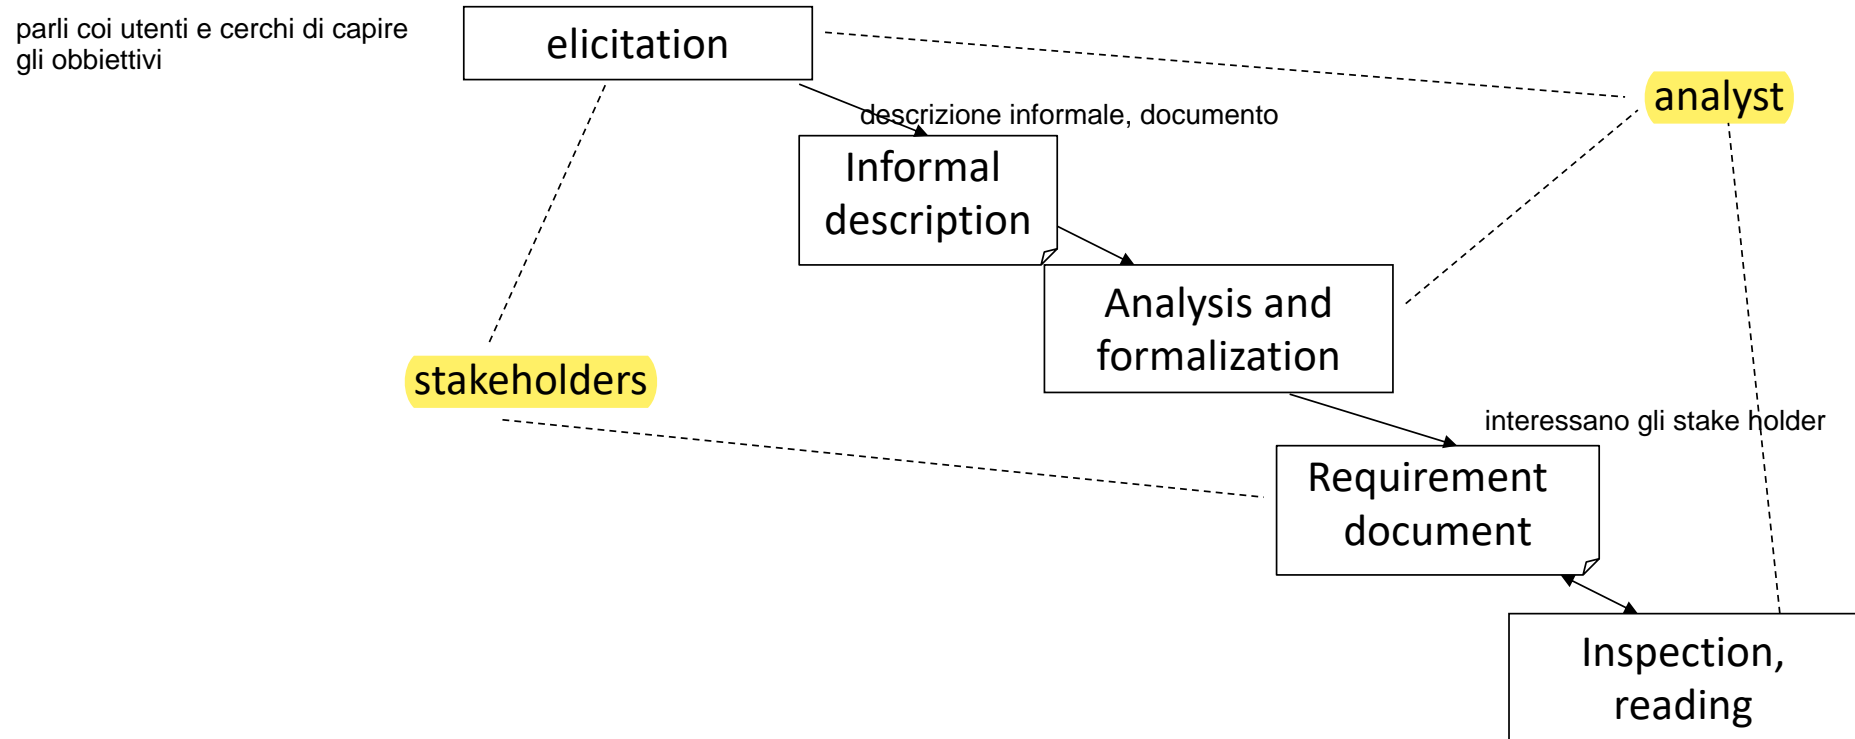 parli coi utenti e cerchi di capire
gli obbiettivi
elicitation
analyst
descrizione informale, documento
Informal
description
Analysis and
formalization
stakeholders
interessano gli stake holder
Requirement
document
Inspection,
reading